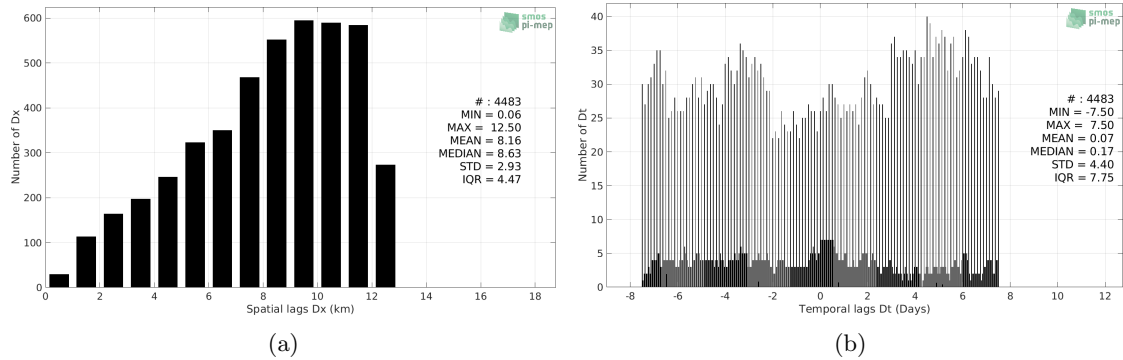 600
500
400
300
200
100
0
Number of Dx
0 2 4 6 8 10 12 14 16 18
Spatial lags Dx (km)
smos
pi-mep
# : 4483
MIN = 0.06
MAX = 12.50
MEAN = 8.16
MEDIAN = 8.63
STD = 2.93
IQR = 4.47
(a)
40
35
30
25
20
15
10
5
0
Number of Dt
-8 -6 -4 -2 0 2 4 6 8 10 12
Temporal lags Dt (Days)
smos
pi-mep
# : 4483
MIN = -7.50
MAX = 7.50
MEAN = 0.07
MEDIAN = 0.17
STD = 4.40
IQR = 7.75
(b)